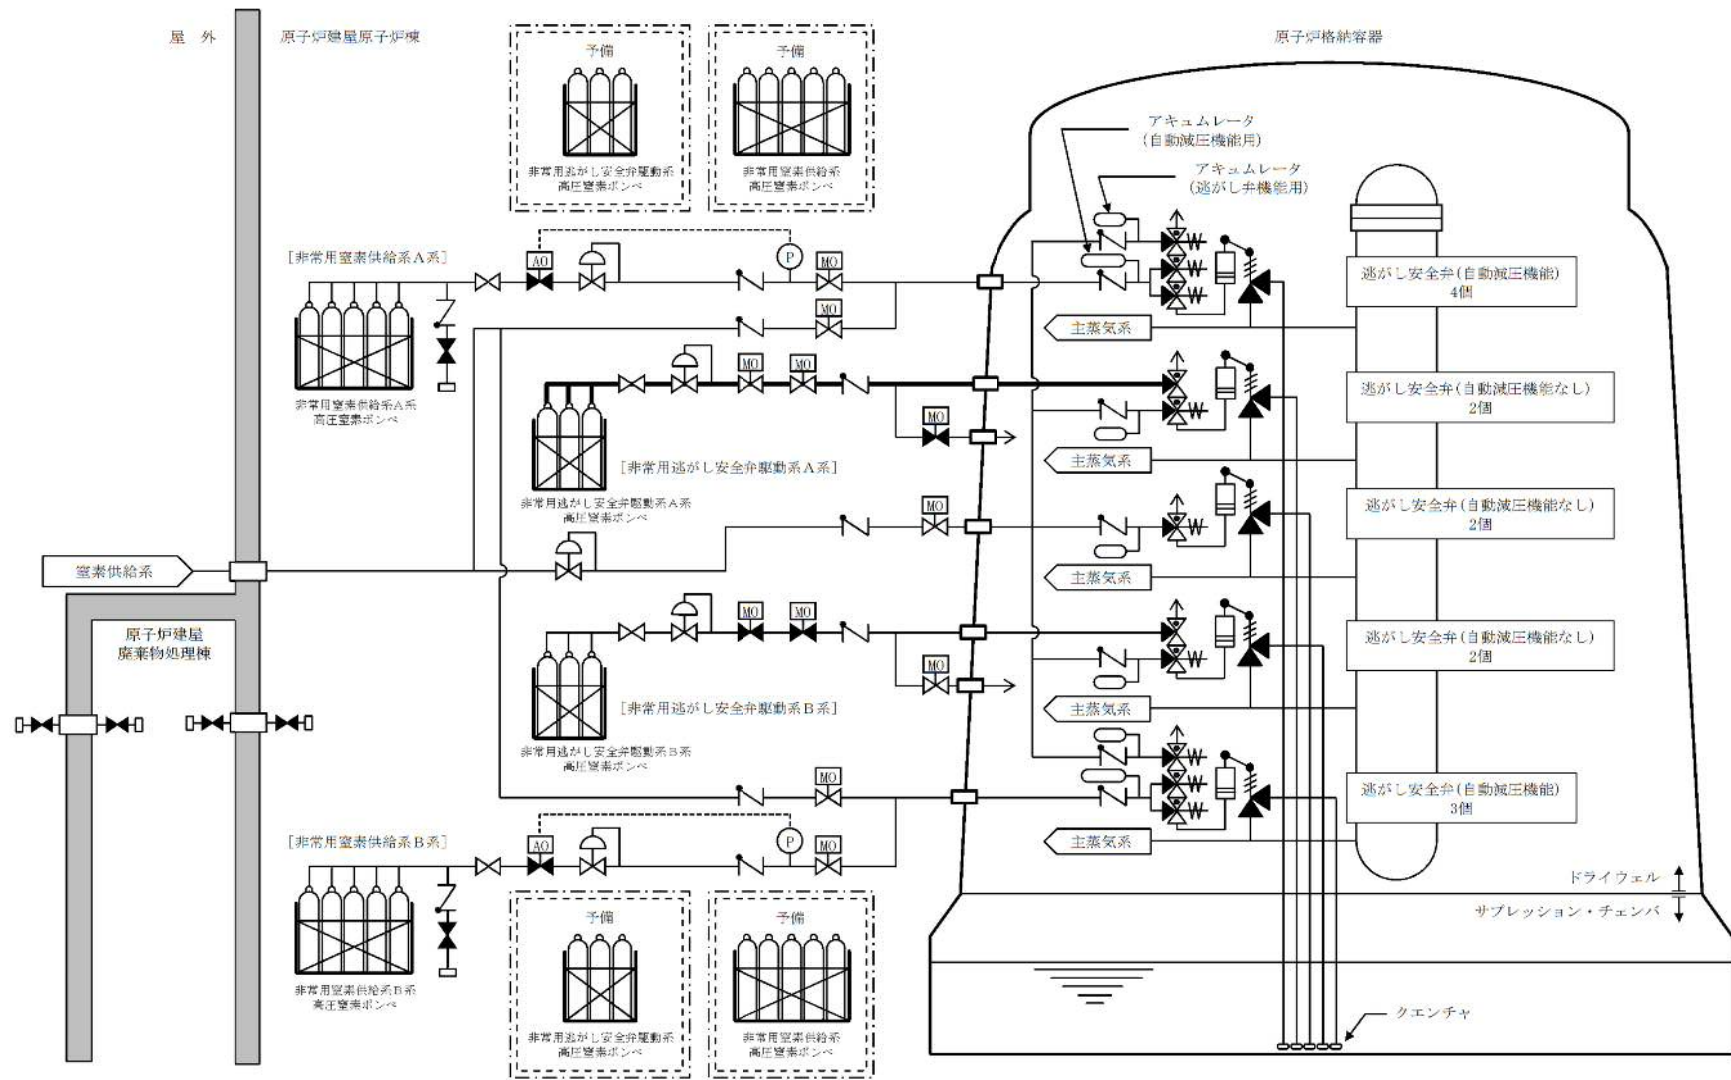 屋 外
原子炉建屋原子炉棟
予備
非常用逃がし安全弁駆動系
高圧窒素ボンベ
予備
非常用窒素供給系
高圧窒素ボンベ
原子炉格納容器
アキュムレータ
(自動減圧機能用)
アキュムレータ
(逃がし弁機能用)
[非常用窒素供給系A系]
AO
P
MO
MO
非常用窒素供給系A系
高圧窒素ボンベ
逃がし安全弁(自動減圧機能)
4個
主蒸気系
MO
MO
MO
[非常用逃がし安全弁駆動系A系]
非常用逃がし安全弁駆動系A系
高圧窒素ボンベ
逃がし安全弁(自動減圧機能なし)
2個
主蒸気系
MO
逃がし安全弁(自動減圧機能なし)
2個
主蒸気系
窒素供給系
原子炉建屋
廃棄物処理棟
MO
MO
MO
[非常用逃がし安全弁駆動系B系]
非常用逃がし安全弁駆動系B系
高圧窒素ボンベ
逃がし安全弁(自動減圧機能なし)
2個
主蒸気系
MO
逃がし安全弁(自動減圧機能)
3個
主蒸気系
[非常用窒素供給系B系]
AO
P
MO
非常用窒素供給系B系
高圧窒素ボンベ
予備
非常用逃がし安全弁駆動系
高圧窒素ボンベ
予備
非常用窒素供給系
高圧窒素ボンベ
ドライウェル
サプレッション・チェンバ
クエンチャ